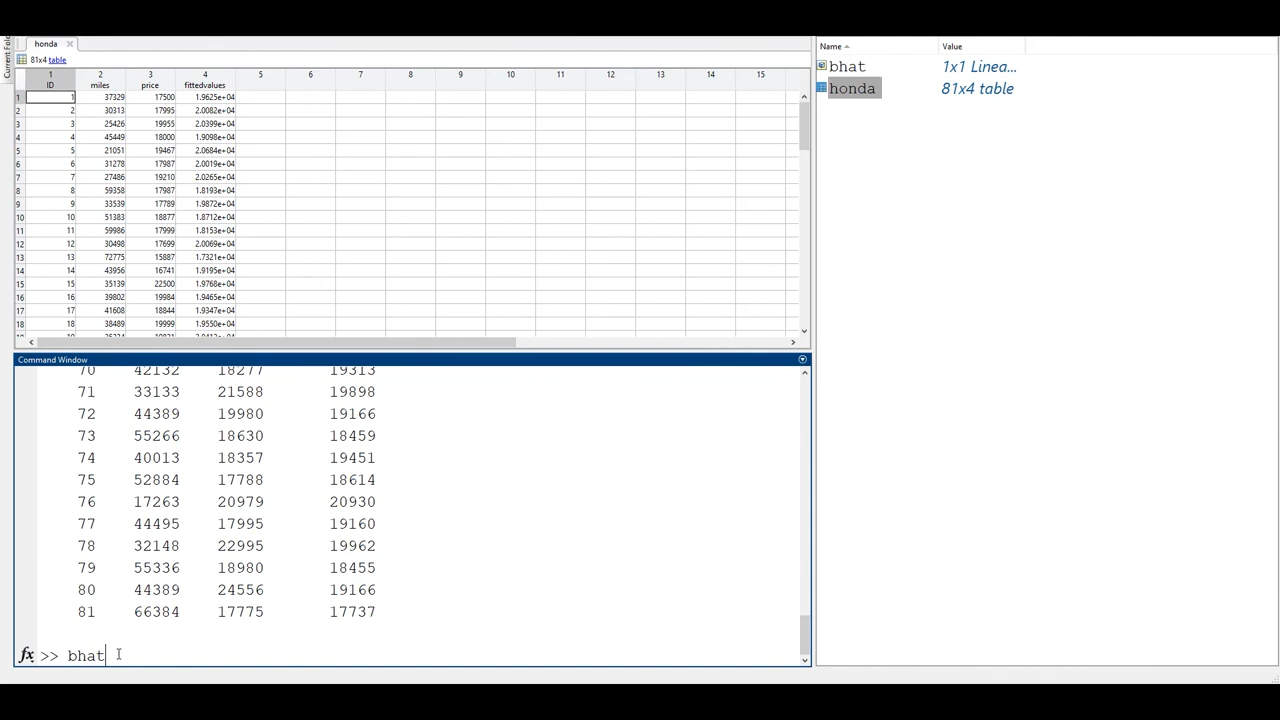 Current Fol
honda
81x4 table
1 2 3 4 5 6 7 8 9 10 11 12 13 14 15
ID miles price fittedvalues
1 1 37329 17500 1.9625e+04
2 2 30313 17995 2.0082e+04
3 3 25426 19955 2.0399e+04
4 4 45449 18000 1.9098e+04
5 5 21051 19467 2.0684e+04
6 6 31278 17987 2.0019e+04
7 7 27486 19210 2.0265e+04
8 8 59358 17987 1.8193e+04
9 9 33539 17789 1.9872e+04
10 10 51383 18877 1.8712e+04
11 11 59986 17999 1.8153e+04
12 12 30498 17699 2.0069e+04
13 13 72775 15887 1.7321e+04
14 14 43956 16741 1.9195e+04
15 15 35139 22500 1.9768e+04
16 16 39802 19984 1.9465e+04
17 17 41608 18844 1.9347e+04
18 18 38489 19999 1.9550e+04
Command Window
70 42132 18277 19313
71 33133 21588 19898
72 44389 19980 19166
73 55266 18630 18459
74 40013 18357 19451
75 52884 17788 18614
76 17263 20979 20930
77 44495 17995 19160
78 32148 22995 19962
79 55336 18980 18455
80 44389 24556 19166
81 66384 17775 17737
fx >> bhat
Name Value
bhat 1x1 Linea...
honda 81x4 table